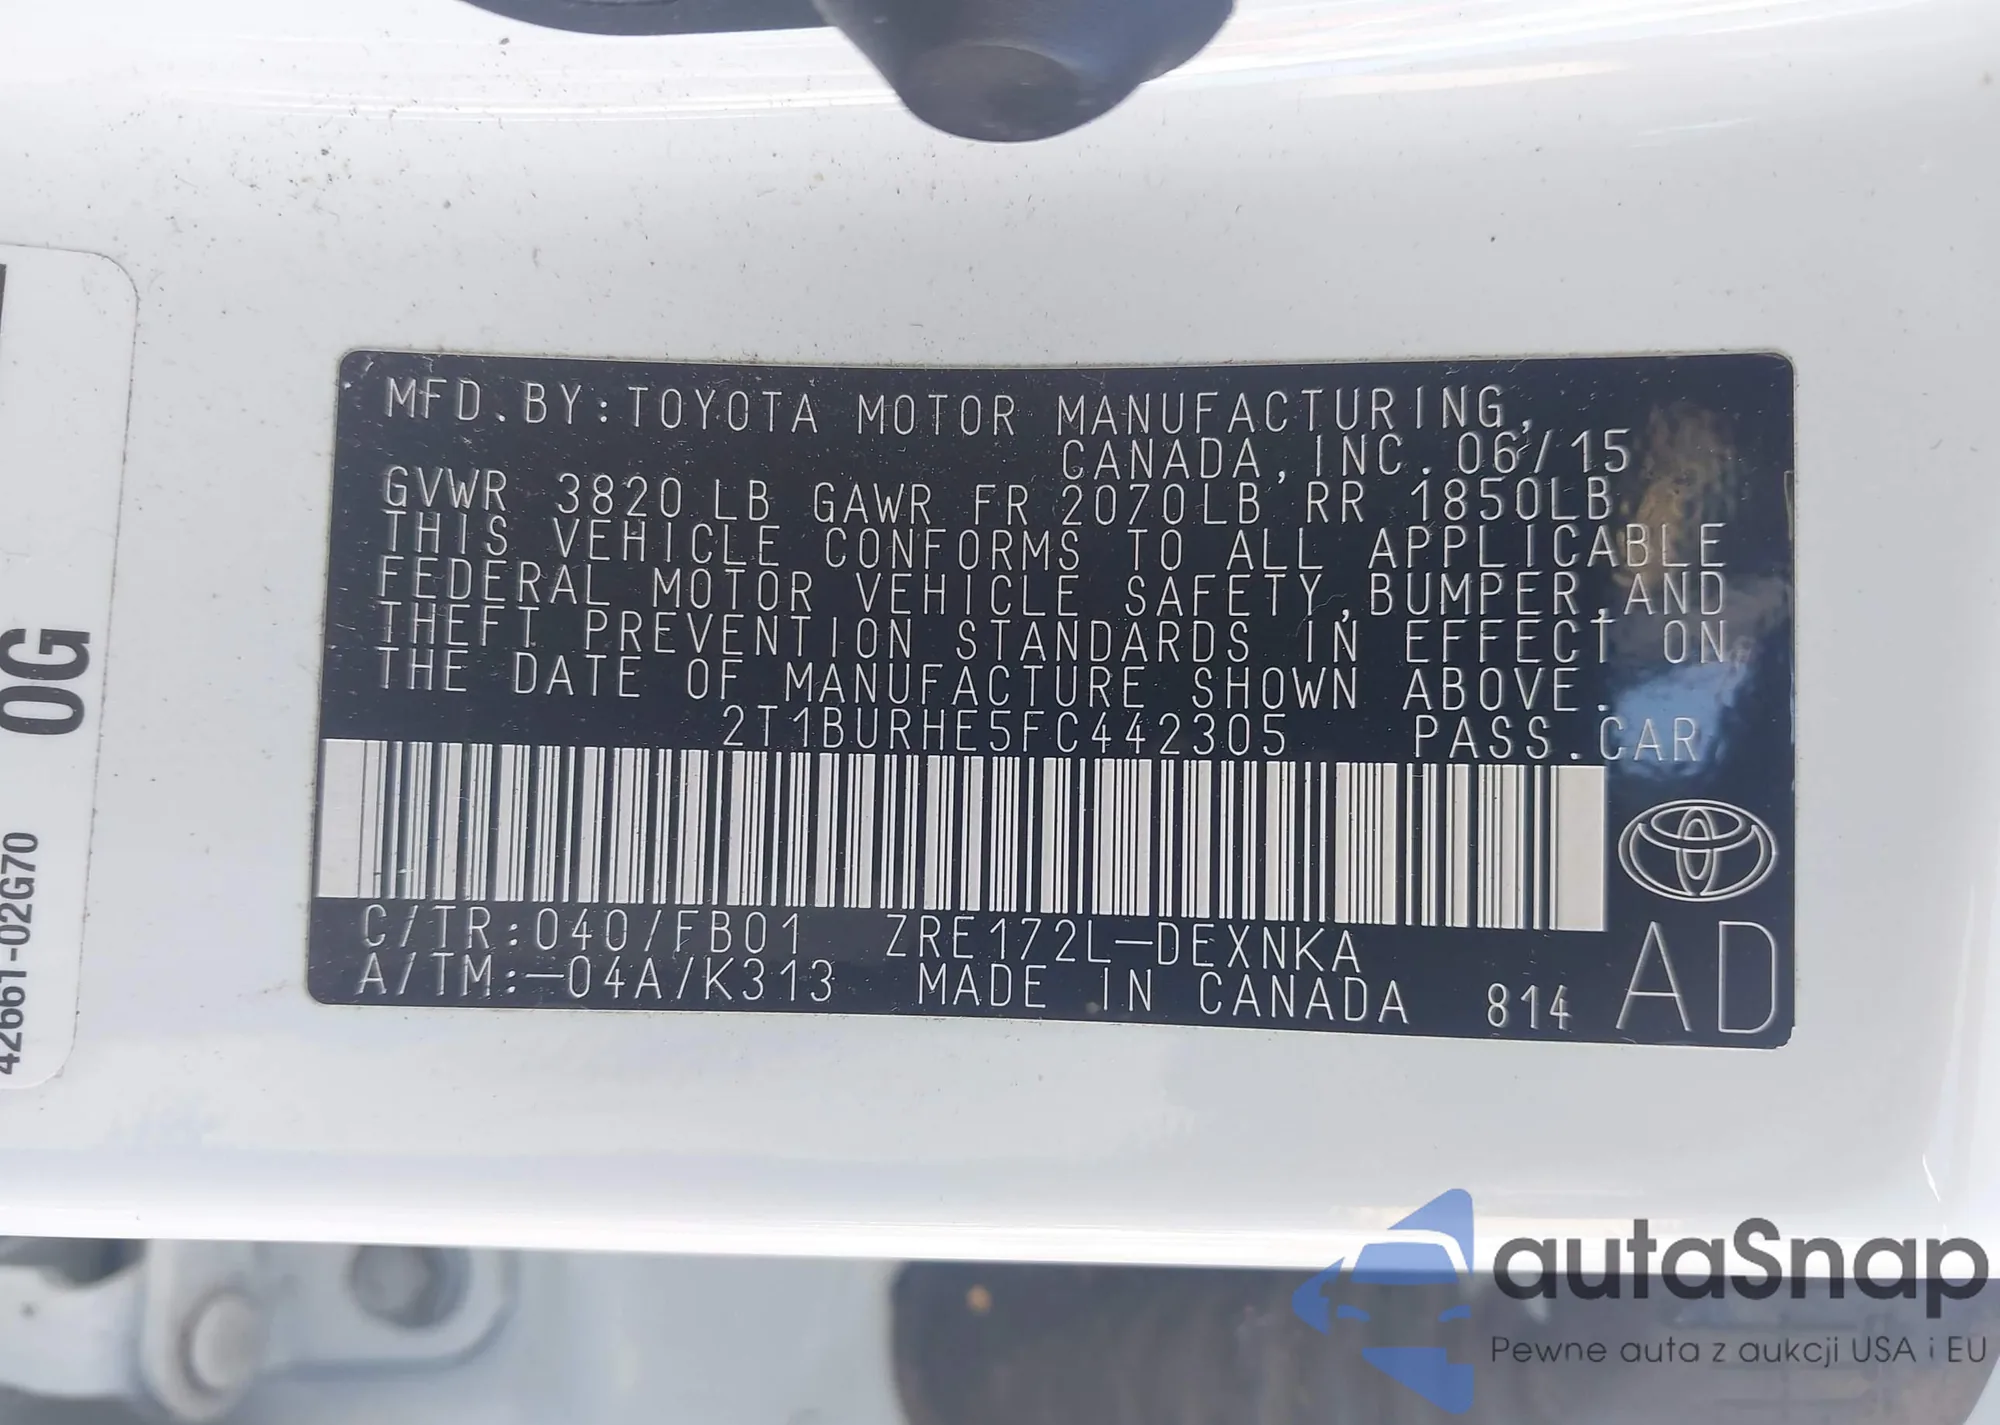 MFD.BY:TOYOTA MOTOR MANUFACTURING,
CANADA,INC.06/15
GVWR 3820LB GAWR FR 2070LB RR 1850LB
THIS VEHICLE CONFORMS TO ALL APPLICABLE
FEDERAL MOTOR VEHICLE SAFETY,BUMPER,AND
THEFT PREVENTION STANDARDS IN EFFECT ON
THE DATE OF MANUFACTURE SHOWN ABOVE.
2T1BURHE5FC442305 PASS.CAR
C/TR:040/FB01 ZRE172L-DEXNKA
A/TM:-04A/K313 MADE IN CANADA 814
AD
0G
42661-02G70
autaSnap
Pewne auta z aukcji USA i EU